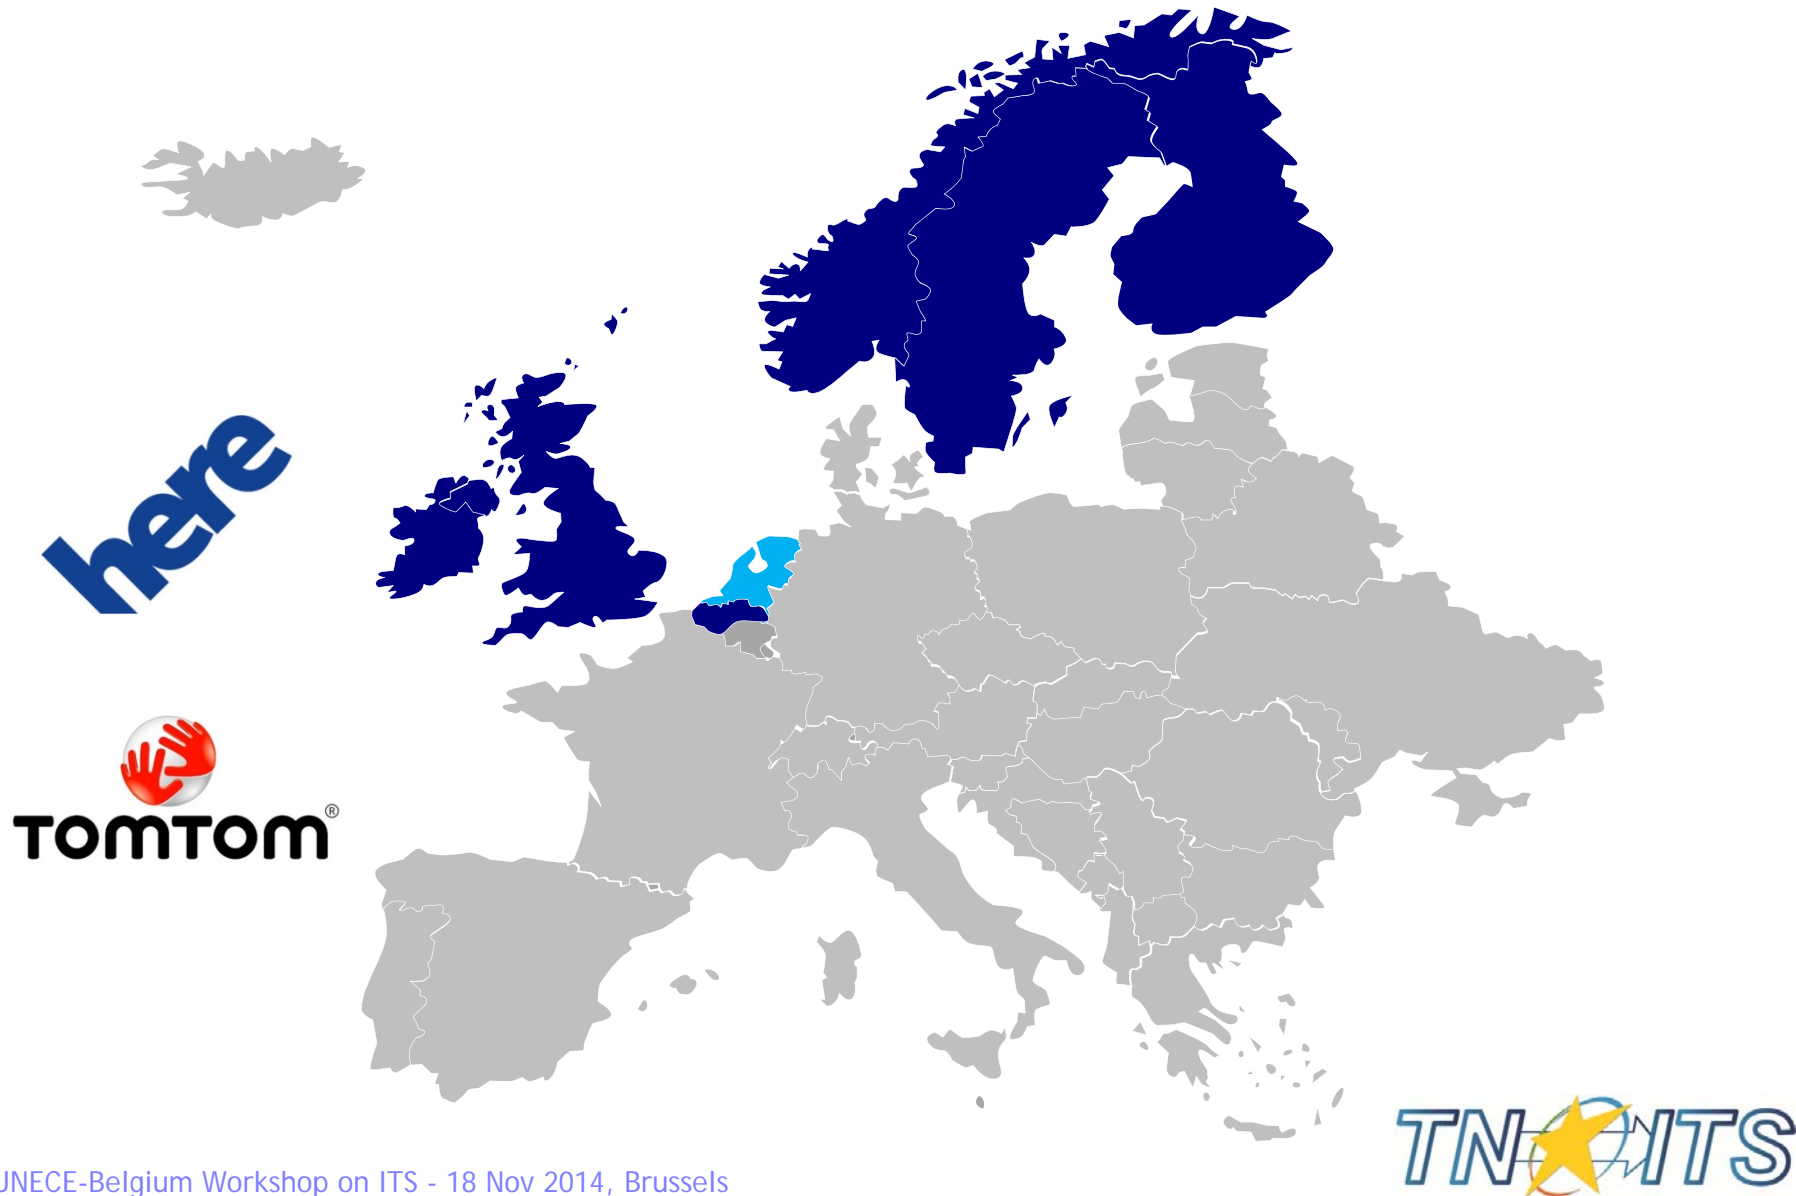 here
TOMTOM®
TN ITS
UNECE-Belgium Workshop on ITS - 18 Nov 2014, Brussels